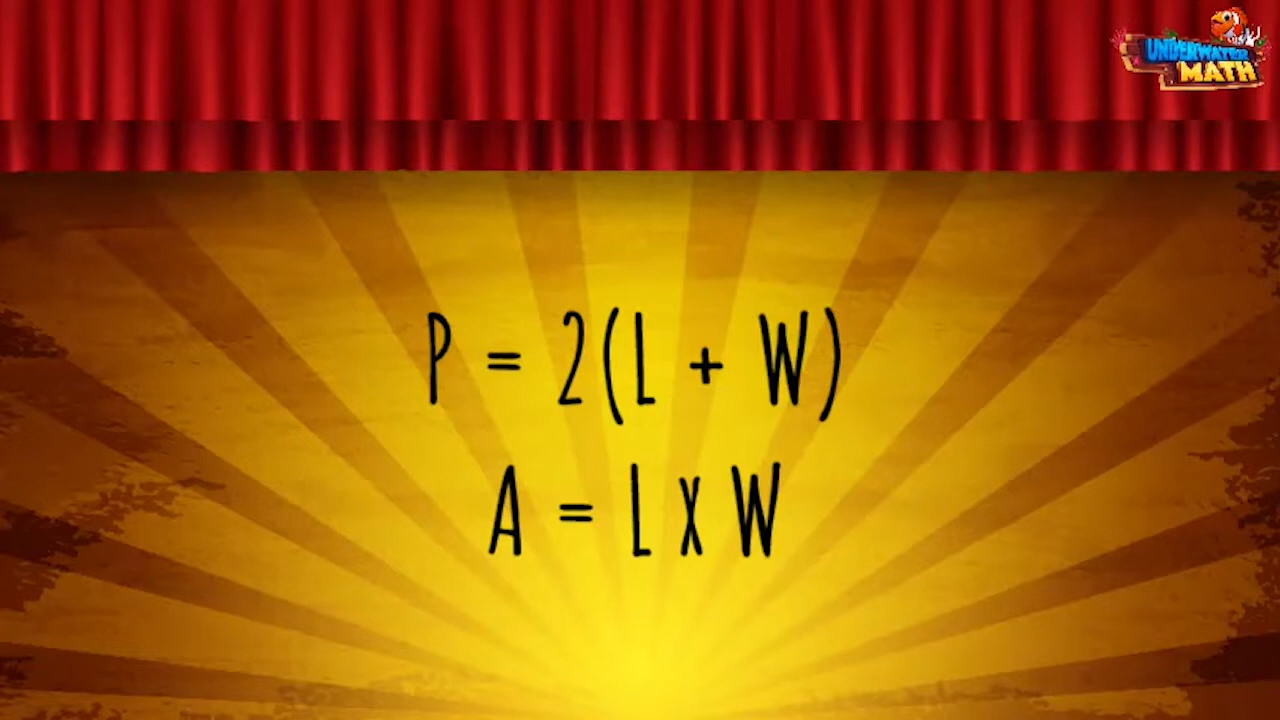 UNDERWATER
MATH
P = 2(L + W)
A = L X W